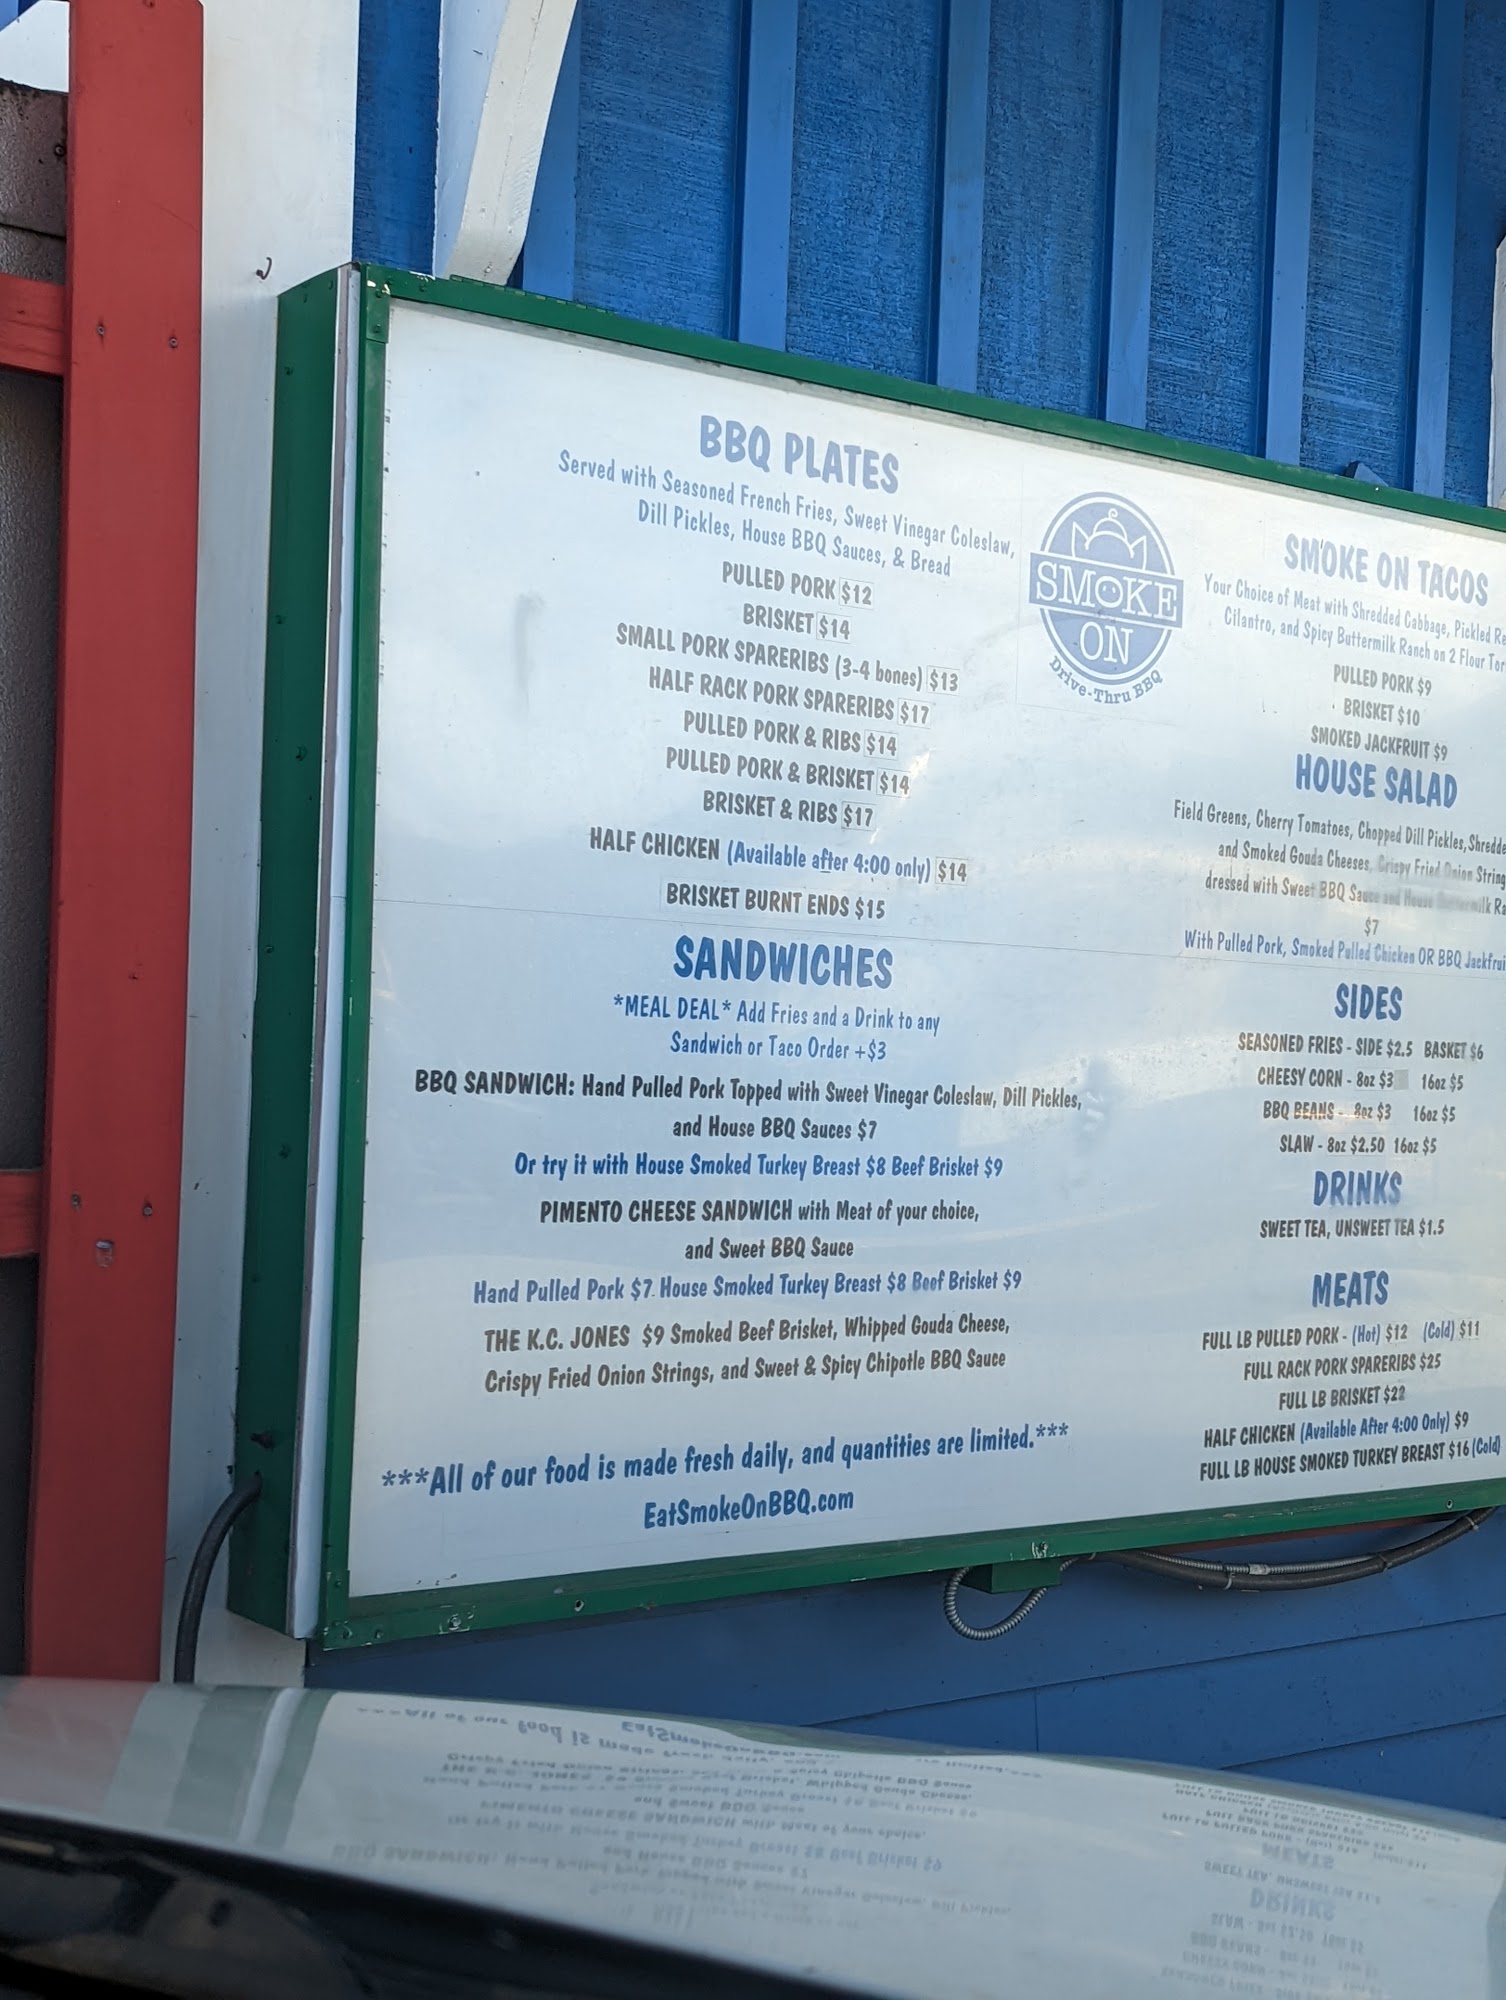 BBQ PLATES
Served with Seasoned French Fries, Sweet Vinegar Coleslaw,
Dill Pickles, House BBQ Sauces, & Bread
PULLED PORK $12
BRISKET $14
SMALL PORK SPARERIBS (3-4 bones) $13
HALF RACK PORK SPARERIBS $17
PULLED PORK & RIBS $14
PULLED PORK & BRISKET $14
BRISKET & RIBS $17
HALF CHICKEN (Available after 4:00 only) $14
BRISKET BURNT ENDS $15
SANDWICHES
*MEAL DEAL* Add Fries and a Drink to any
Sandwich or Taco Order +$3
BBQ SANDWICH: Hand Pulled Pork Topped with Sweet Vinegar Coleslaw, Dill Pickles,
and House BBQ Sauces $7
Or try it with House Smoked Turkey Breast $8 Beef Brisket $9
PIMENTO CHEESE SANDWICH with Meat of your choice,
and Sweet BBQ Sauce
Hand Pulled Pork $7 House Smoked Turkey Breast $8 Beef Brisket $9
THE K.C. JONES $9 Smoked Beef Brisket, Whipped Gouda Cheese,
Crispy Fried Onion Strings, and Sweet & Spicy Chipotle BBQ Sauce
***All of our food is made fresh daily, and quantities are limited.***
EatSmokeOnBBQ.com
SMOKE
ON
Drive-Thru BBQ
SMOKE ON TACOS
Your Choice of Meat with Shredded Cabbage, Pickled Re
Cilantro, and Spicy Buttermilk Ranch on 2 Flour Tor
PULLED PORK $9
BRISKET $10
SMOKED JACKFRUIT $9
HOUSE SALAD
Field Greens, Cherry Tomatoes, Chopped Dill Pickles, Shredde
and Smoked Gouda Cheeses, Crispy Fried Onion String
dressed with Sweet BBQ Sauce and House Buttermilk Ra
$7
With Pulled Pork, Smoked Pulled Chicken OR BBQ Jackfrui
SIDES
SEASONED FRIES - SIDE $2.5 BASKET $6
CHEESY CORN - 8oz $3 16oz $5
BBQ BEANS - 8oz $3 16oz $5
SLAW - 8oz $2.50 16oz $5
DRINKS
SWEET TEA, UNSWEET TEA $1.5
MEATS
FULL LB PULLED PORK - (Hot) $12 (Cold) $11
FULL RACK PORK SPARERIBS $25
FULL LB BRISKET $22
HALF CHICKEN (Available After 4:00 Only) $9
FULL LB HOUSE SMOKED TURKEY BREAST $16 (Cold)